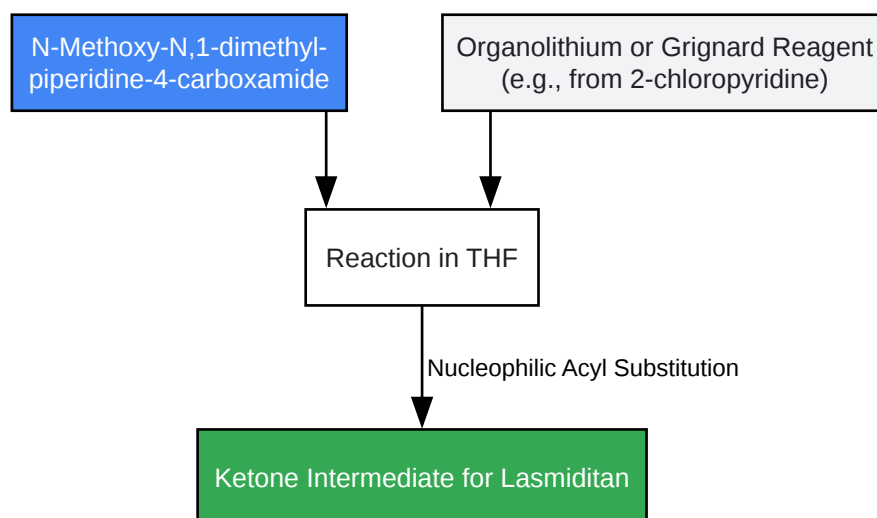 N-Methoxy-N,1-dimethyl-
piperidine-4-carboxamide
Organolithium or Grignard Reagent
(e.g., from 2-chloropyridine)
Reaction in THF
Nucleophilic Acyl Substitution
Ketone Intermediate for Lasmiditan